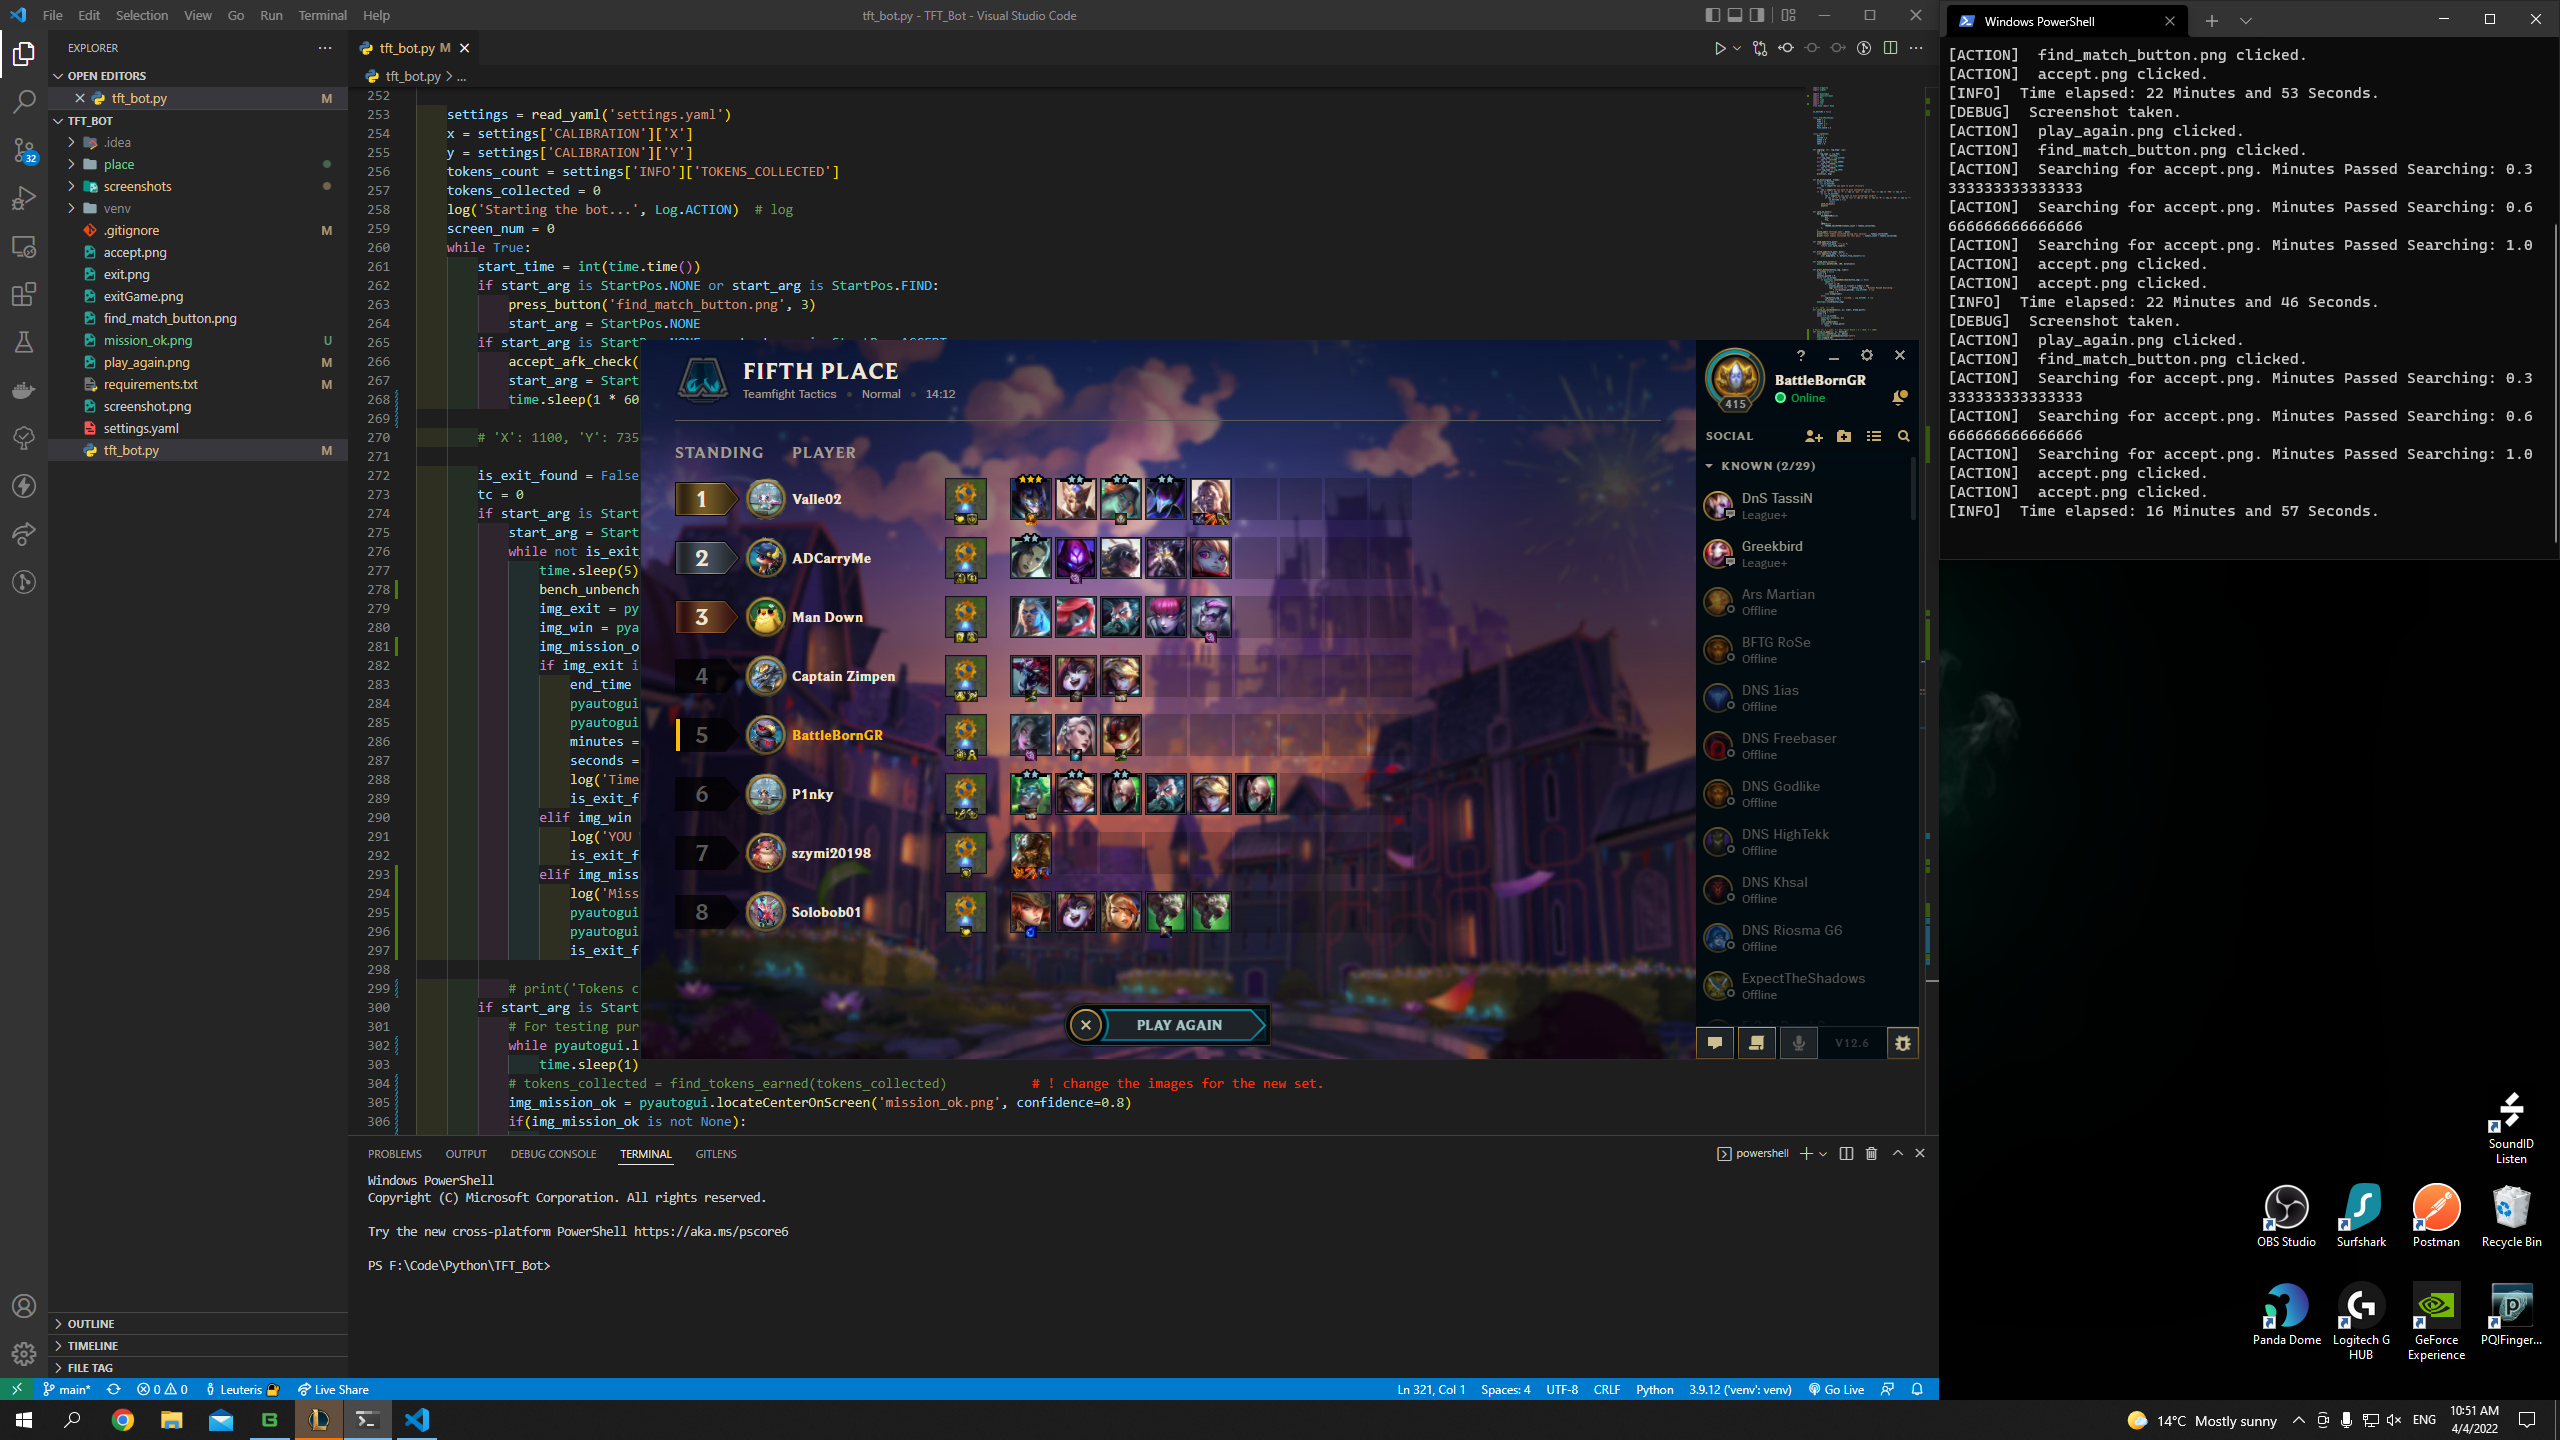 File Edit Selection View Go Run Terminal Help
tft_bot.py - TFT_Bot - Visual Studio Code
EXPLORER
OPEN EDITORS
tft_bot.py M
TFT_BOT
.idea
place
screenshots
venv
.gitignore M
accept.png
exit.png
exitGame.png
find_match_button.png
mission_ok.png U
play_again.png M
requirements.txt M
screenshot.png
settings.yaml
tft_bot.py M
OUTLINE
TIMELINE
FILE TAG
32
tft_bot.py M
tft_bot.py > ...
252
253 settings = read_yaml('settings.yaml')
254 x = settings['CALIBRATION']['X']
255 y = settings['CALIBRATION']['Y']
256 tokens_count = settings['INFO']['TOKENS_COLLECTED']
257 tokens_collected = 0
258 log('Starting the bot...', Log.ACTION)  # log
259 screen_num = 0
260 while True:
261 start_time = int(time.time())
262 if start_arg is StartPos.NONE or start_arg is StartPos.FIND:
263 press_button('find_match_button.png', 3)
264 start_arg = StartPos.NONE
265 if start_arg is
266 accept_afk_check(
267 start_arg = Start
268 time.sleep(1 * 60
269
270 # 'X': 1100, 'Y': 735
271
272 is_exit_found = False
273 tc = 0
274 if start_arg is Start
275 start_arg = Start
276 while not is_exit_
277 time.sleep(5)
278 bench_unbench
279 img_exit = py
280 img_win = pya
281 img_mission_o
282 if img_exit i
283 end_time
284 pyautogui
285 pyautogui
286 minutes =
287 seconds =
288 log('Time
289 is_exit_f
290 elif img_win
291 log('YOU
292 is_exit_f
293 elif img_miss
294 log('Miss
295 pyautogui
296 pyautogui
297 is_exit_f
298
299 # print('Tokens c
300 if start_arg is Start
301 # For testing pur
302 while pyautogui.l
303 time.sleep(1)
304 # tokens_collected = find_tokens_earned(tokens_collected) # ! change the images for the new set.
305 img_mission_ok = pyautogui.locateCenterOnScreen('mission_ok.png', confidence=0.8)
306 if(img_mission_ok is not None):
FIFTH PLACE
Teamfight Tactics • Normal • 14:12
STANDING PLAYER
1 Valle02
2 ADCarryMe
3 Man Down
4 Captain Zimpen
5 BattleBornGR
6 P1nky
7 szymi20198
8 Solobob01
PLAY AGAIN
BattleBornGR
Online
415
SOCIAL
KNOWN (2/29)
DnS TassiN
League+
Greekbird
League+
Ars Martian
Offline
BFTG RoSe
Offline
DNS 1ias
Offline
DNS Freebaser
Offline
DNS Godlike
Offline
DNS HighTekk
Offline
DNS Khsal
Offline
DNS Riosma G6
Offline
ExpectTheShadows
Offline
V12.6
PROBLEMS OUTPUT DEBUG CONSOLE TERMINAL GITLENS
powershell
Windows PowerShell
Copyright (C) Microsoft Corporation. All rights reserved.
Try the new cross-platform PowerShell https://aka.ms/pscore6
PS F:\Code\Python\TFT_Bot>
main* 0 0 Leuteris Live Share
Ln 321, Col 1 Spaces: 4 UTF-8 CRLF Python 3.9.12 ('venv': venv) Go Live
Windows PowerShell
[ACTION]  find_match_button.png clicked.
[ACTION]  accept.png clicked.
[INFO]  Time elapsed: 22 Minutes and 53 Seconds.
[DEBUG]  Screenshot taken.
[ACTION]  play_again.png clicked.
[ACTION]  find_match_button.png clicked.
[ACTION]  Searching for accept.png. Minutes Passed Searching: 0.3
333333333333333
[ACTION]  Searching for accept.png. Minutes Passed Searching: 0.6
666666666666666
[ACTION]  Searching for accept.png. Minutes Passed Searching: 1.0
[ACTION]  accept.png clicked.
[ACTION]  accept.png clicked.
[INFO]  Time elapsed: 22 Minutes and 46 Seconds.
[DEBUG]  Screenshot taken.
[ACTION]  play_again.png clicked.
[ACTION]  find_match_button.png clicked.
[ACTION]  Searching for accept.png. Minutes Passed Searching: 0.3
333333333333333
[ACTION]  Searching for accept.png. Minutes Passed Searching: 0.6
666666666666666
[ACTION]  Searching for accept.png. Minutes Passed Searching: 1.0
[ACTION]  accept.png clicked.
[ACTION]  accept.png clicked.
[INFO]  Time elapsed: 16 Minutes and 57 Seconds.
SoundID
Listen
OBS Studio
Surfshark
Postman
Recycle Bin
Panda Dome
Logitech G
HUB
GeForce
Experience
PQIFinger...
14°C Mostly sunny
ENG
10:51 AM
4/4/2022